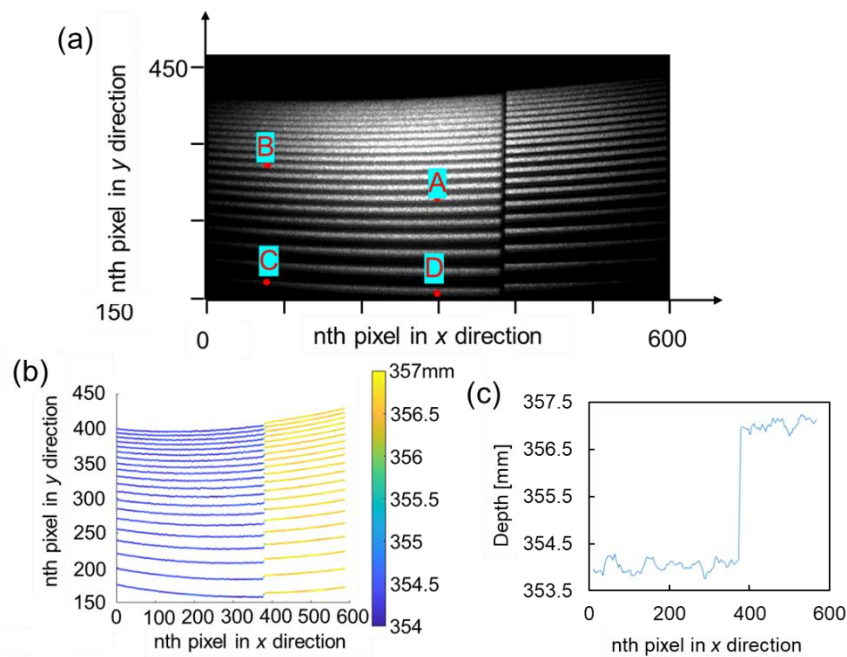 (a)
450
nth pixel in y direction
B
A
C
D
150
0
nth pixel in x direction
600
(b)
450
400
350
300
250
200
150
nth pixel in y direction
0 100 200 300 400 500 600
nth pixel in x direction
357mm
356.5
356
355.5
355
354.5
354
(c)
357.5
356.5
355.5
354.5
353.5
Depth [mm]
0 200 400 600
nth pixel in x direction